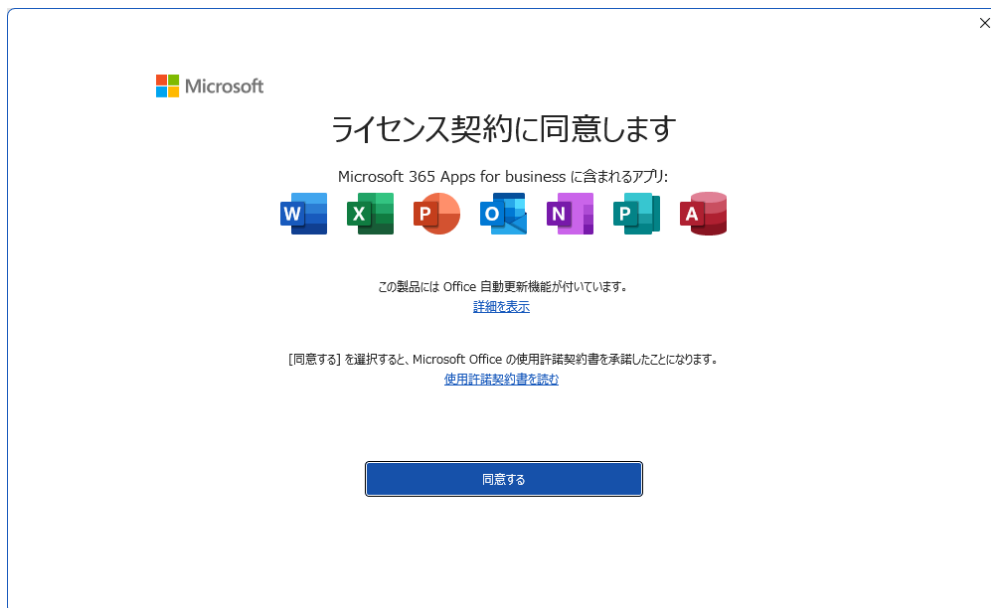 Microsoft
ライセンス契約に同意します
Microsoft 365 Apps for business に含まれるアプリ:
W X P O N P A
この製品には Office 自動更新機能が付いています。
詳細を表示
[同意する] を選択すると、Microsoft Office の使用許諾契約書を承諾したことになります。
使用許諾契約書を読む
同意する